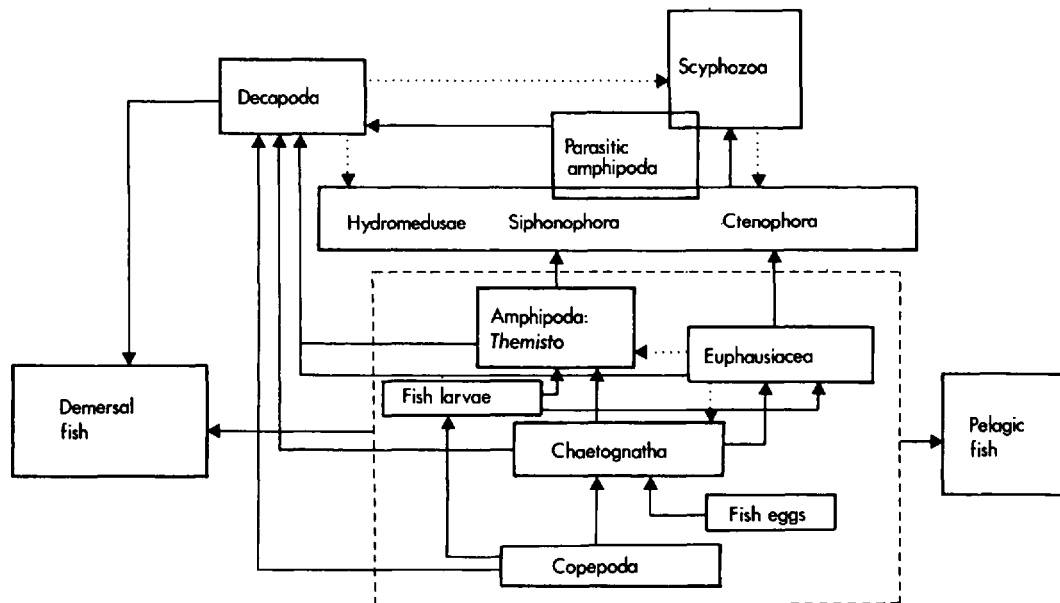 Scyphozoa
Decapoda
Parasitic
amphipoda
Hydromedusae
Siphonophora
Ctenophora
Amphipoda:
Themisto
Euphausiacea
Fish larvae
Demersal
fish
Pelagic
fish
Chaetognatha
Fish eggs
Copepoda